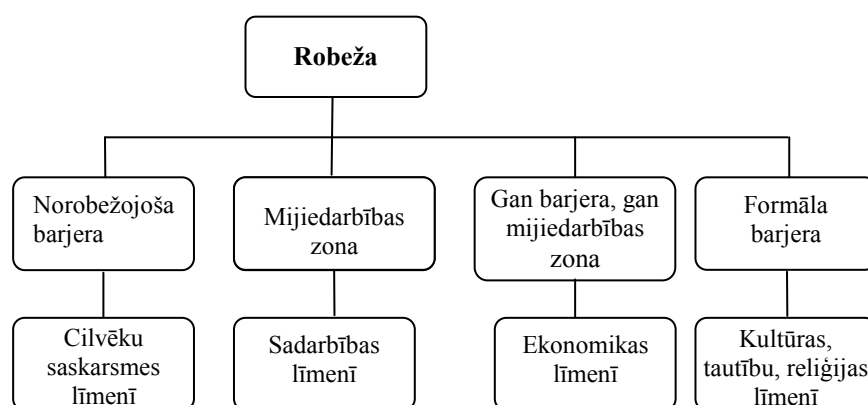 Robeža
Norobežojoša
barjera
Mijiedarbības
zona
Gan barjera, gan
mijiedarbības
zona
Formāla
barjera
Cilvēku
saskarsmes
līmenī
Sadarbības
līmenī
Ekonomikas
līmenī
Kultūras,
tautību, reliģijas
līmenī